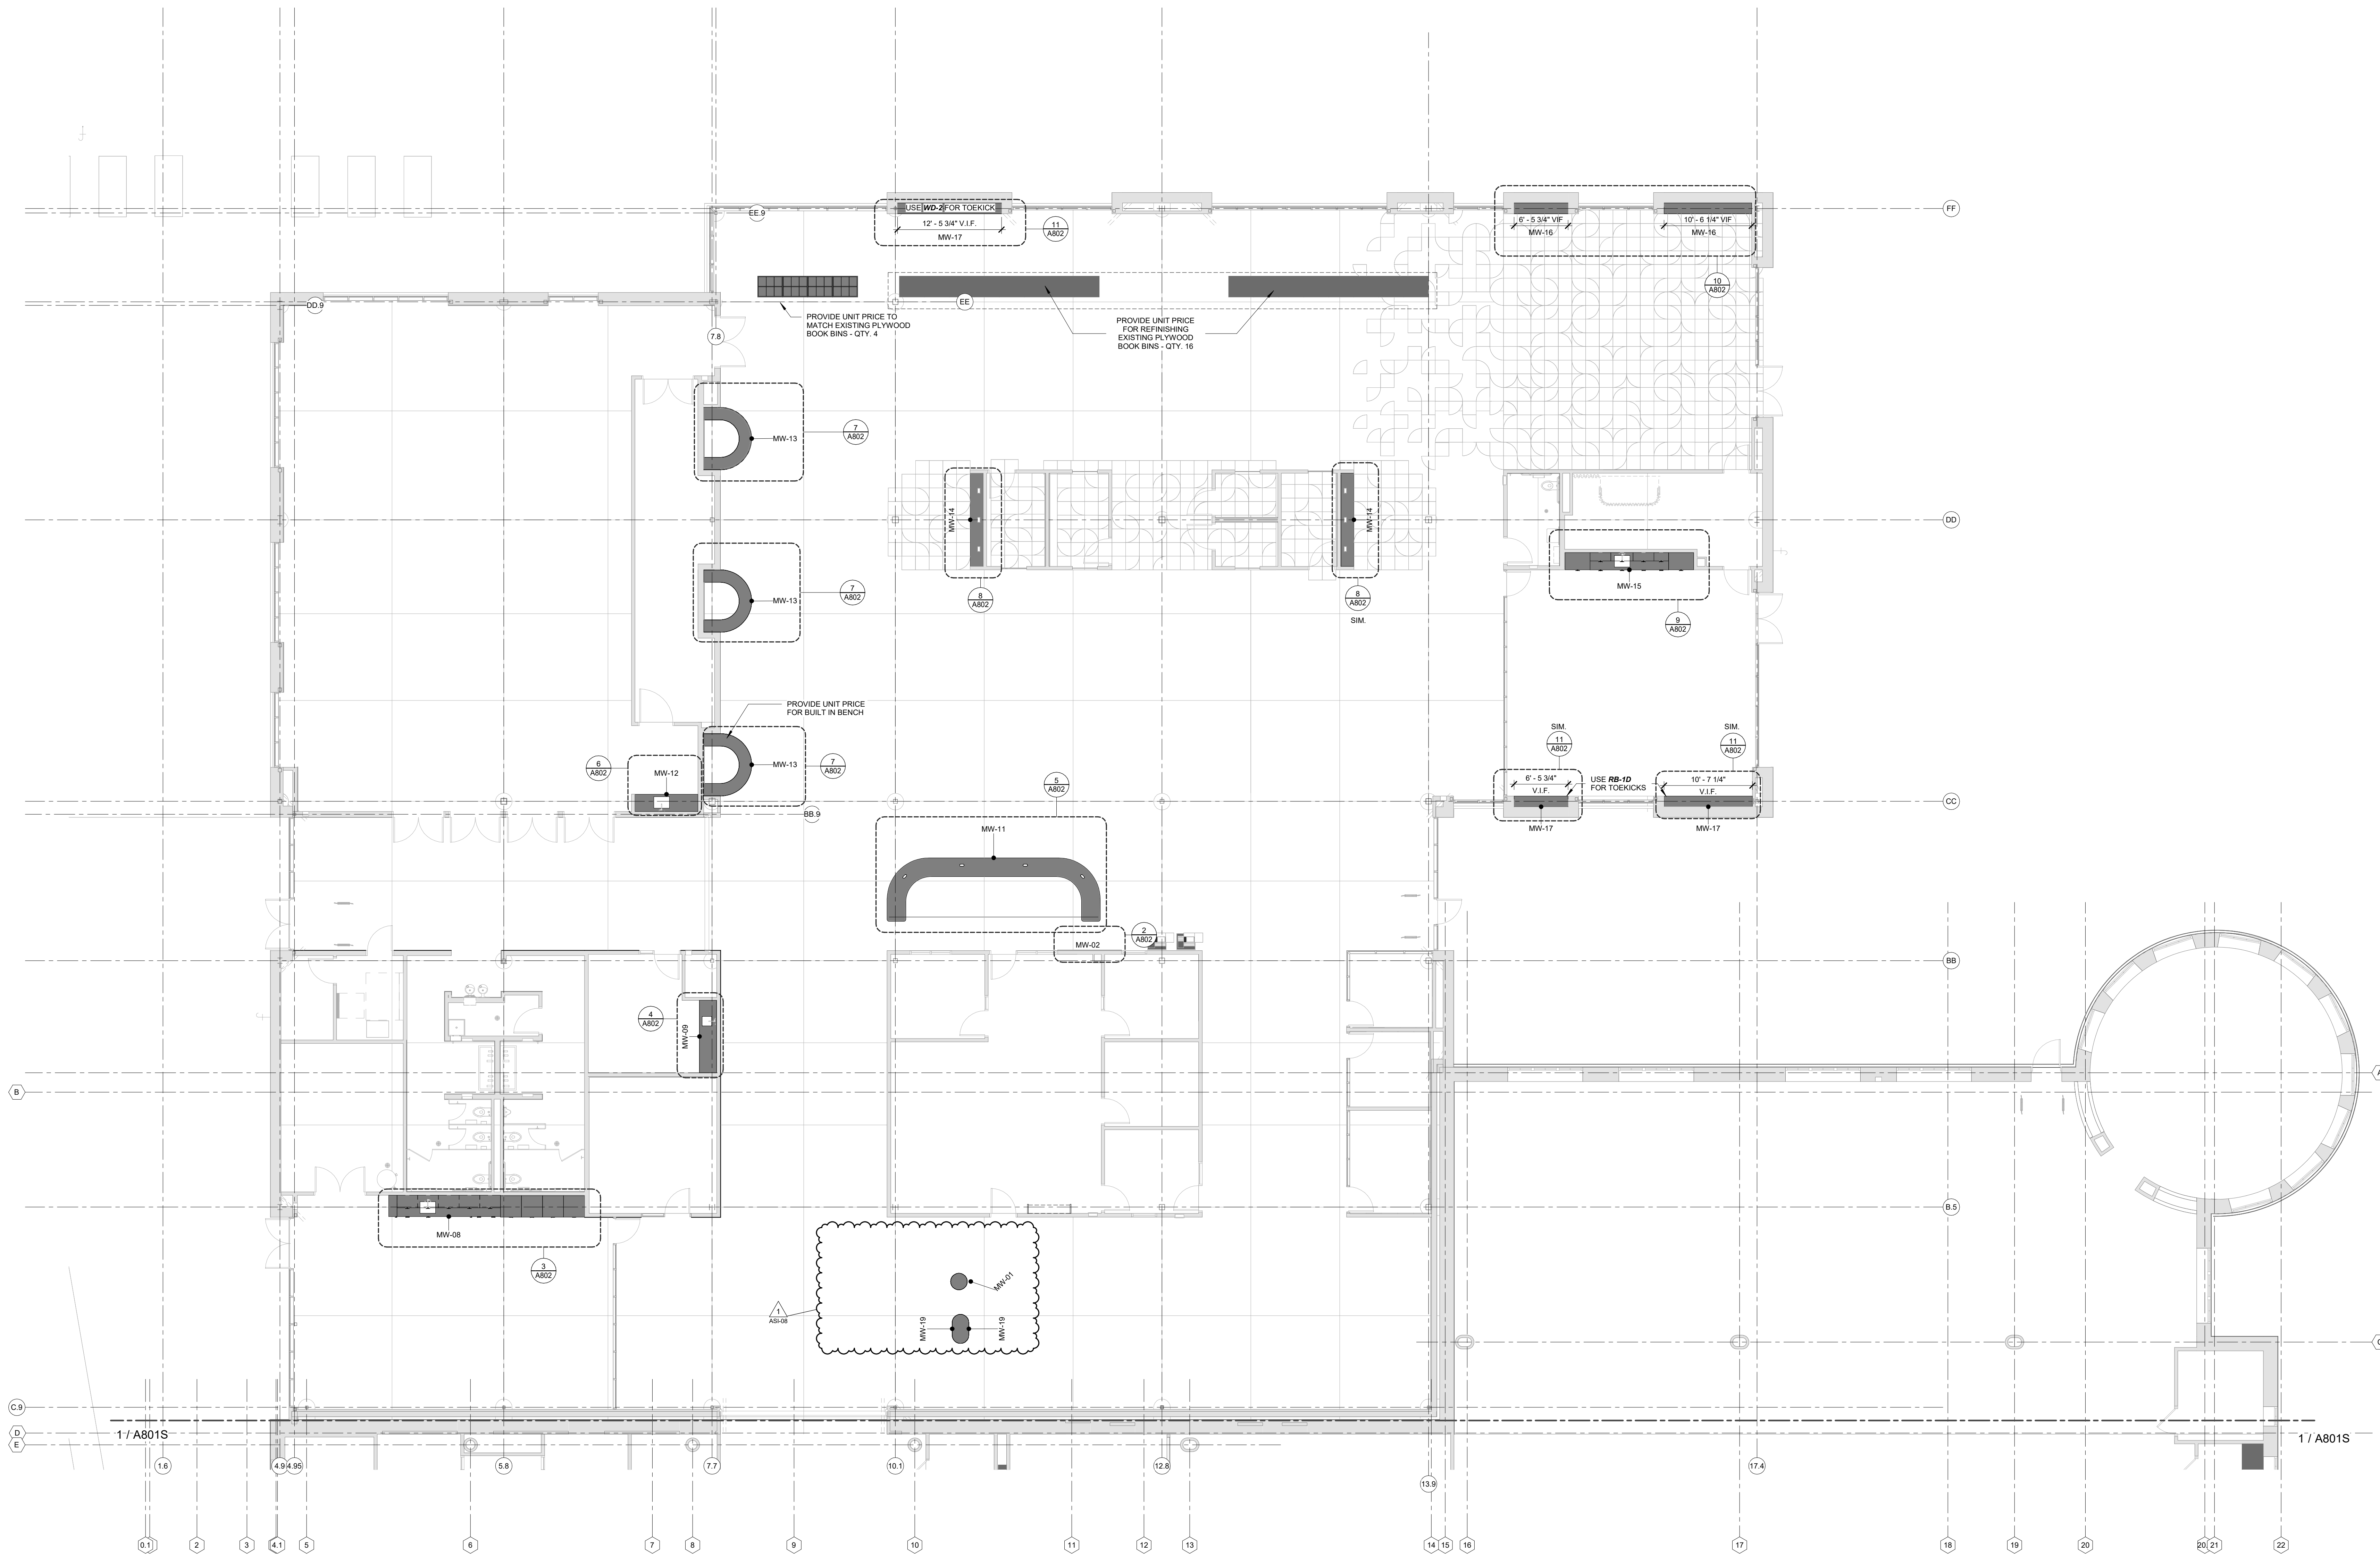 FF
EE.9
USE WD-2 FOR TOEKICK
12' - 5 3/4" V.I.F.
MW-17
11
A802
6' - 5 3/4" VIF
MW-16
10' - 6 1/4" VIF
MW-16
10
A802
DD.9
EE
PROVIDE UNIT PRICE TO
MATCH EXISTING PLYWOOD
BOOK BINS - QTY. 4
PROVIDE UNIT PRICE
FOR REFINISHING
EXISTING PLYWOOD
BOOK BINS - QTY. 16
7.8
MW-13
7
A802
MW-14
8
A802
MW-14
8
A802
SIM.
DD
MW-13
7
A802
MW-15
9
A802
PROVIDE UNIT PRICE
FOR BUILT IN BENCH
MW-13
7
A802
6
A802
MW-12
BB.9
5
A802
MW-11
SIM.
11
A802
SIM.
11
A802
6' - 5 3/4"
V.I.F.
USE RB-1D
FOR TOEKICKS
10' - 7 1/4"
V.I.F.
MW-17
MW-17
CC
MW-02
2
A802
BB
4
A802
MW-09
B
A
B.5
MW-08
3
A802
1
ASI-08
MW-01
MW-19
MW-19
C.9
D
E
1 / A801S
1 / A801S
1.6
4.9
4.95
5.8
7.7
10.1
12.8
13.9
17.4
0.1
2
3
4.1
5
6
7
8
9
10
11
12
13
14
15
16
17
18
19
20
21
22